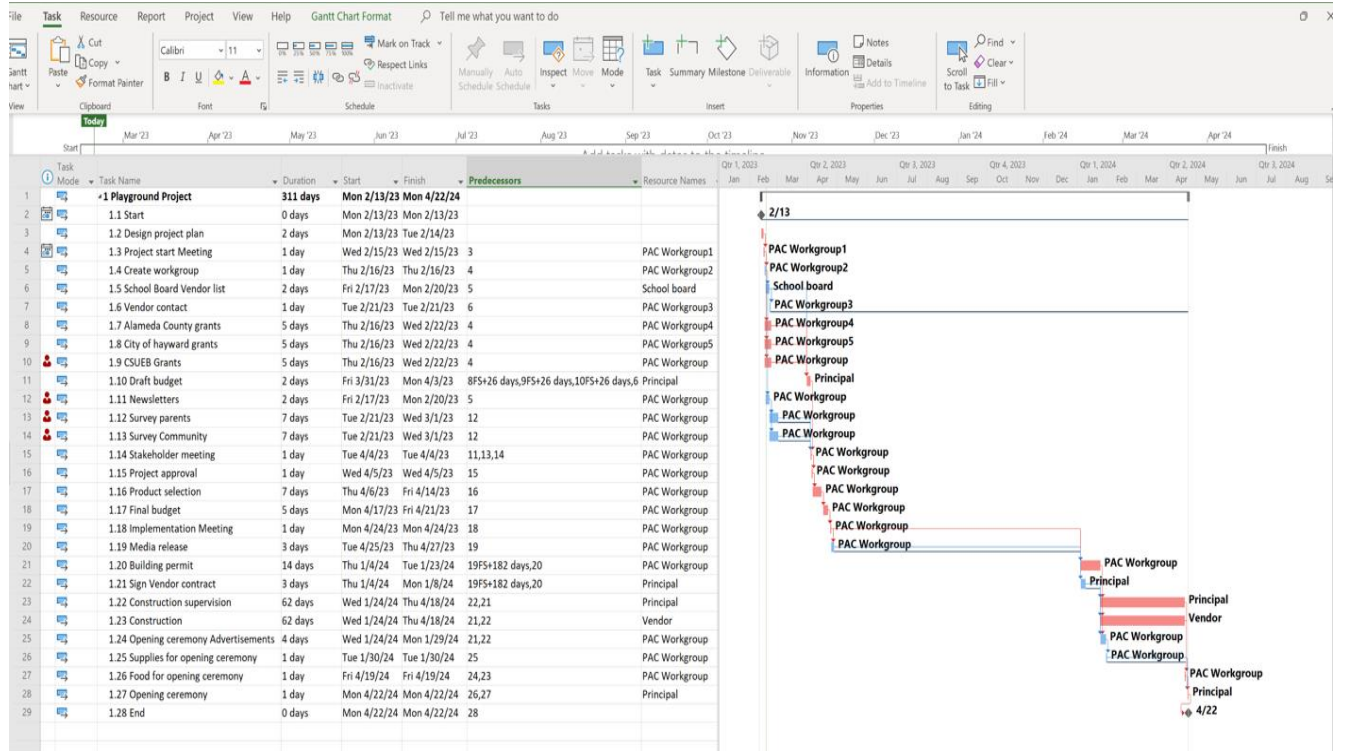 File Task Resource Report Project View Help Gantt Chart Format Tell me what you want to do
Cut
Copy
Format Painter
Paste
Calibri 11
B I U A
Mark on Track
Respect Links
Inactivate
Manually Schedule Auto Schedule Inspect Move Mode
Task Summary Milestone Deliverable
Information
Notes
Details
Add to Timeline
Scroll to Task
Find
Clear
Fill
View Clipboard Font Schedule Tasks Insert Properties Editing
Today
Mar '23 Apr '23 May '23 Jun '23 Jul '23 Aug '23 Sep '23 Oct '23 Nov '23 Dec '23 Jan '24 Feb '24 Mar '24 Apr '24
Start
Add tasks with dates to the timeline
Finish
Task Mode Task Name Duration Start Finish Predecessors Resource Names
Qtr 1, 2023 Qtr 2, 2023 Qtr 3, 2023 Qtr 4, 2023 Qtr 1, 2024 Qtr 2, 2024 Qtr 3, 2024
Jan Feb Mar Apr May Jun Jul Aug Sep Oct Nov Dec Jan Feb Mar Apr May Jun Jul Aug
1 1 Playground Project 311 days Mon 2/13/23 Mon 4/22/24
2 1.1 Start 0 days Mon 2/13/23 Mon 2/13/23 2/13
3 1.2 Design project plan 2 days Mon 2/13/23 Tue 2/14/23
4 1.3 Project start Meeting 1 day Wed 2/15/23 Wed 2/15/23 3 PAC Workgroup1 PAC Workgroup1
5 1.4 Create workgroup 1 day Thu 2/16/23 Thu 2/16/23 4 PAC Workgroup2 PAC Workgroup2
6 1.5 School Board Vendor list 2 days Fri 2/17/23 Mon 2/20/23 5 School board School board
7 1.6 Vendor contact 1 day Tue 2/21/23 Tue 2/21/23 6 PAC Workgroup3 PAC Workgroup3
8 1.7 Alameda County grants 5 days Thu 2/16/23 Wed 2/22/23 4 PAC Workgroup4 PAC Workgroup4
9 1.8 City of hayward grants 5 days Thu 2/16/23 Wed 2/22/23 4 PAC Workgroup5 PAC Workgroup5
10 1.9 CSUEB Grants 5 days Thu 2/16/23 Wed 2/22/23 4 PAC Workgroup PAC Workgroup
11 1.10 Draft budget 2 days Fri 3/31/23 Mon 4/3/23 8FS+26 days,9FS+26 days,10FS+26 days,6 Principal Principal
12 1.11 Newsletters 2 days Fri 2/17/23 Mon 2/20/23 5 PAC Workgroup PAC Workgroup
13 1.12 Survey parents 7 days Tue 2/21/23 Wed 3/1/23 12 PAC Workgroup PAC Workgroup
14 1.13 Survey Community 7 days Tue 2/21/23 Wed 3/1/23 12 PAC Workgroup PAC Workgroup
15 1.14 Stakeholder meeting 1 day Tue 4/4/23 Tue 4/4/23 11,13,14 PAC Workgroup PAC Workgroup
16 1.15 Project approval 1 day Wed 4/5/23 Wed 4/5/23 15 PAC Workgroup PAC Workgroup
17 1.16 Product selection 7 days Thu 4/6/23 Fri 4/14/23 16 PAC Workgroup PAC Workgroup
18 1.17 Final budget 5 days Mon 4/17/23 Fri 4/21/23 17 PAC Workgroup PAC Workgroup
19 1.18 Implementation Meeting 1 day Mon 4/24/23 Mon 4/24/23 18 PAC Workgroup PAC Workgroup
20 1.19 Media release 3 days Tue 4/25/23 Thu 4/27/23 19 PAC Workgroup PAC Workgroup
21 1.20 Building permit 14 days Thu 1/4/24 Tue 1/23/24 19FS+182 days,20 PAC Workgroup PAC Workgroup
22 1.21 Sign Vendor contract 3 days Thu 1/4/24 Mon 1/8/24 19FS+182 days,20 Principal Principal
23 1.22 Construction supervision 62 days Wed 1/24/24 Thu 4/18/24 22,21 Principal Principal
24 1.23 Construction 62 days Wed 1/24/24 Thu 4/18/24 21,22 Vendor Vendor
25 1.24 Opening ceremony Advertisements 4 days Wed 1/24/24 Mon 1/29/24 21,22 PAC Workgroup PAC Workgroup
26 1.25 Supplies for opening ceremony 1 day Tue 1/30/24 Tue 1/30/24 25 PAC Workgroup PAC Workgroup
27 1.26 Food for opening ceremony 1 day Fri 4/19/24 Fri 4/19/24 24,23 PAC Workgroup PAC Workgroup
28 1.27 Opening ceremony 1 day Mon 4/22/24 Mon 4/22/24 26,27 Principal Principal
29 1.28 End 0 days Mon 4/22/24 Mon 4/22/24 28 4/22